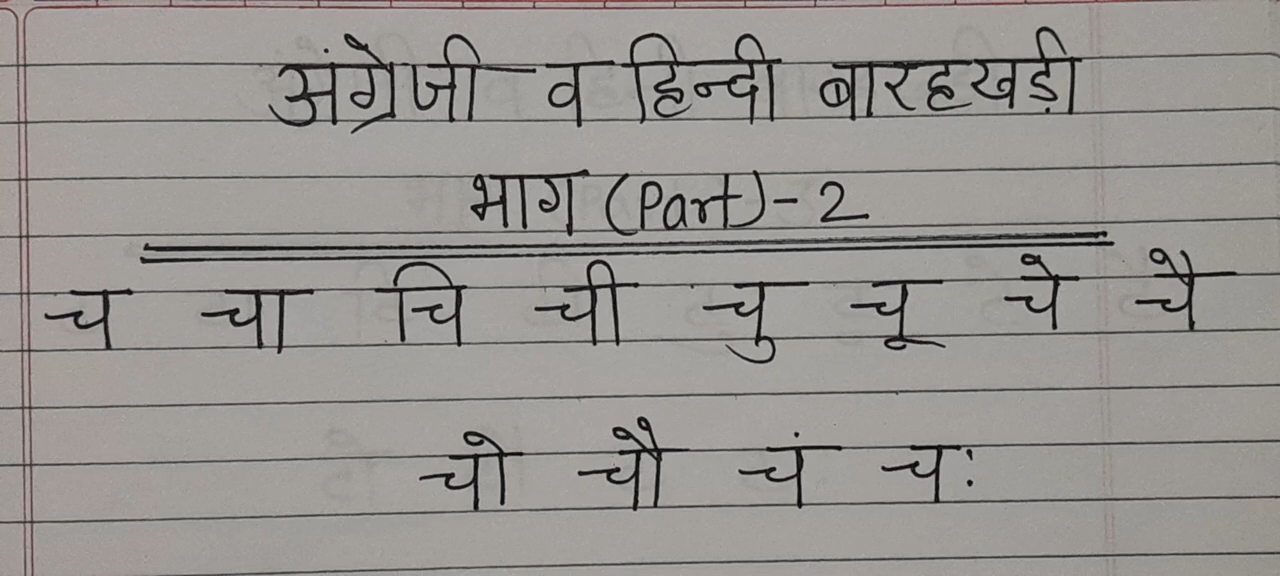 अंग्रेजी व हिन्दी बारहखड़ी
भाग (Part)-2
च चा चि ची चु चू चे चै
चो चौ चं चः